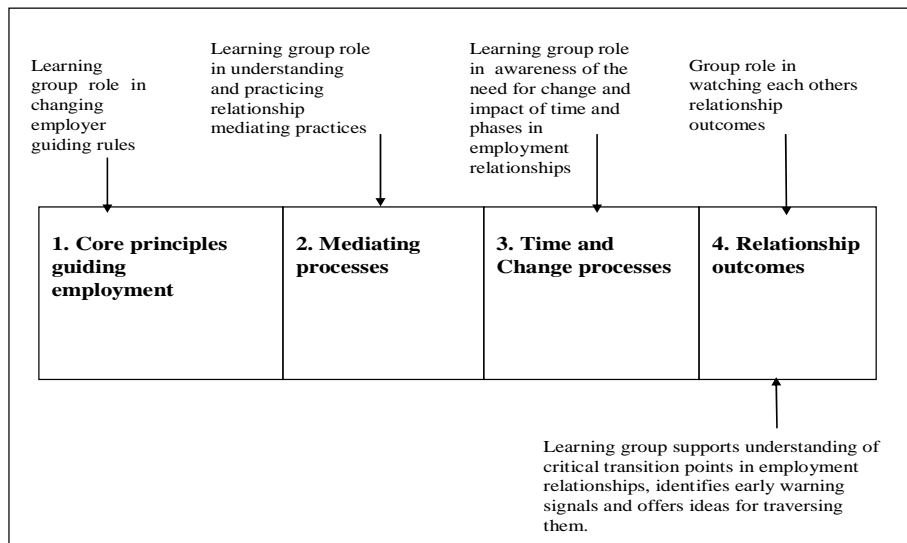 Learning
group role in
changing
employer
guiding rules
Learning group role
in understanding
and practicing
relationship
mediating practices
Learning group role
in awareness of the
need for change and
impact of time and
phases in
employment
relationships
Group role in
watching each others
relationship
outcomes
1. Core principles
guiding
employment
2. Mediating
processes
3. Time and
Change processes
4. Relationship
outcomes
Learning group supports understanding of
critical transition points in employment
relationships, identifies early warning
signals and offers ideas for traversing
them.